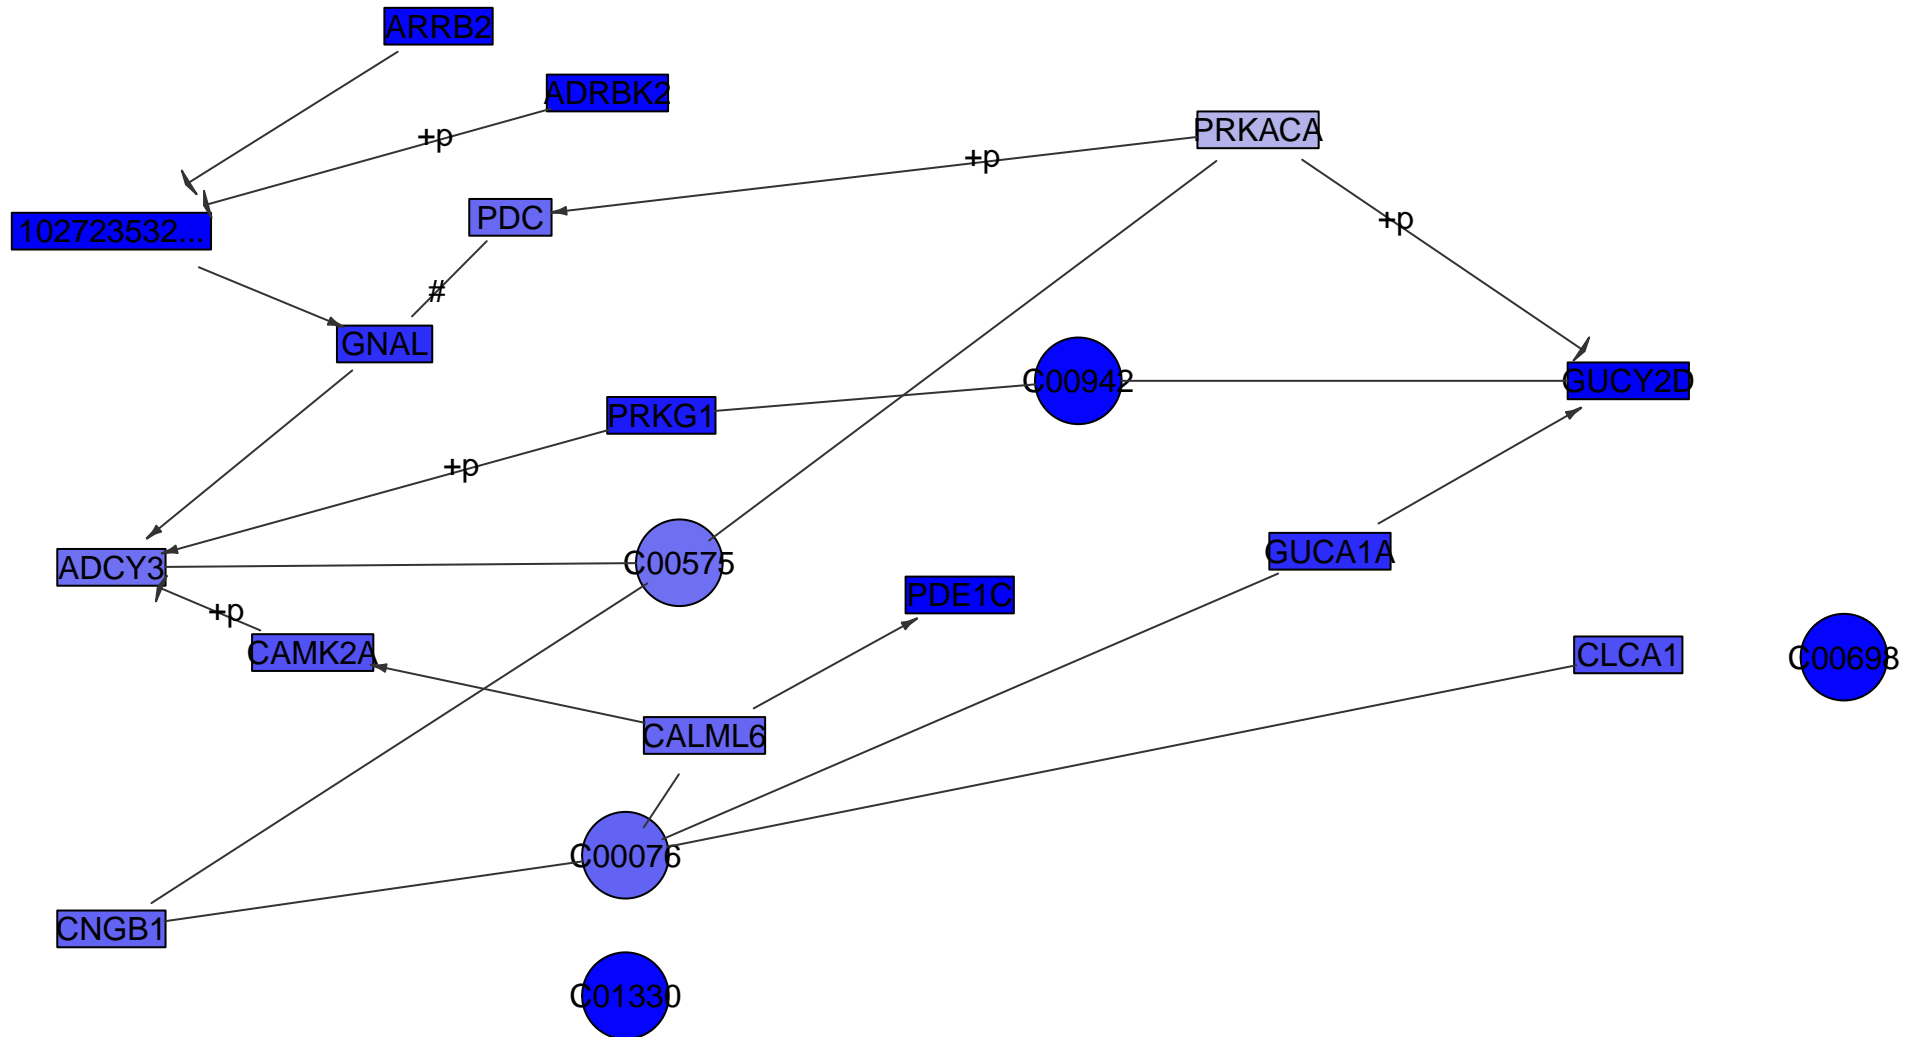 ARRB2
ADRBK2
PRKACA
+p
+p
PDC
+p
102723532...
#
GNAL
C00942
GUCY2D
PRKG1
+p
GUCA1A
C00575
ADCY3
PDE1C
+p
CAMK2A
CLCA1
C00698
CALML6
C00076
CNGB1
C01330